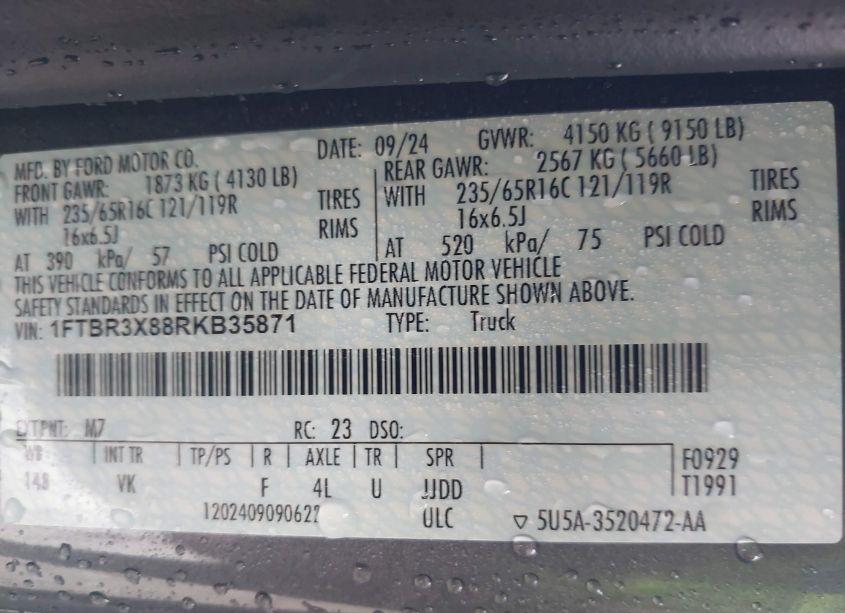 MFD. BY FORD MOTOR CO. DATE: 09/24 GVWR: 4150 KG ( 9150 LB)
FRONT GAWR: 1873 KG ( 4130 LB) REAR GAWR: 2567 KG ( 5660 LB)
WITH 235/65R16C 121/119R TIRES WITH 235/65R16C 121/119R TIRES
16x6.5J RIMS 16x6.5J RIMS
AT 390 kPa/ 57 PSI COLD AT 520 kPa/ 75 PSI COLD
THIS VEHICLE CONFORMS TO ALL APPLICABLE FEDERAL MOTOR VEHICLE
SAFETY STANDARDS IN EFFECT ON THE DATE OF MANUFACTURE SHOWN ABOVE.
VIN: 1FTBR3X88RKB35871 TYPE: Truck
EXT PNT: M7 RC: 23 DSO:
WB INT TR TP/PS R AXLE TR SPR F0929
148 VK F 4L U JJDD T1991
1202409090622 ULC ▽ 5U5A-3520472-AA